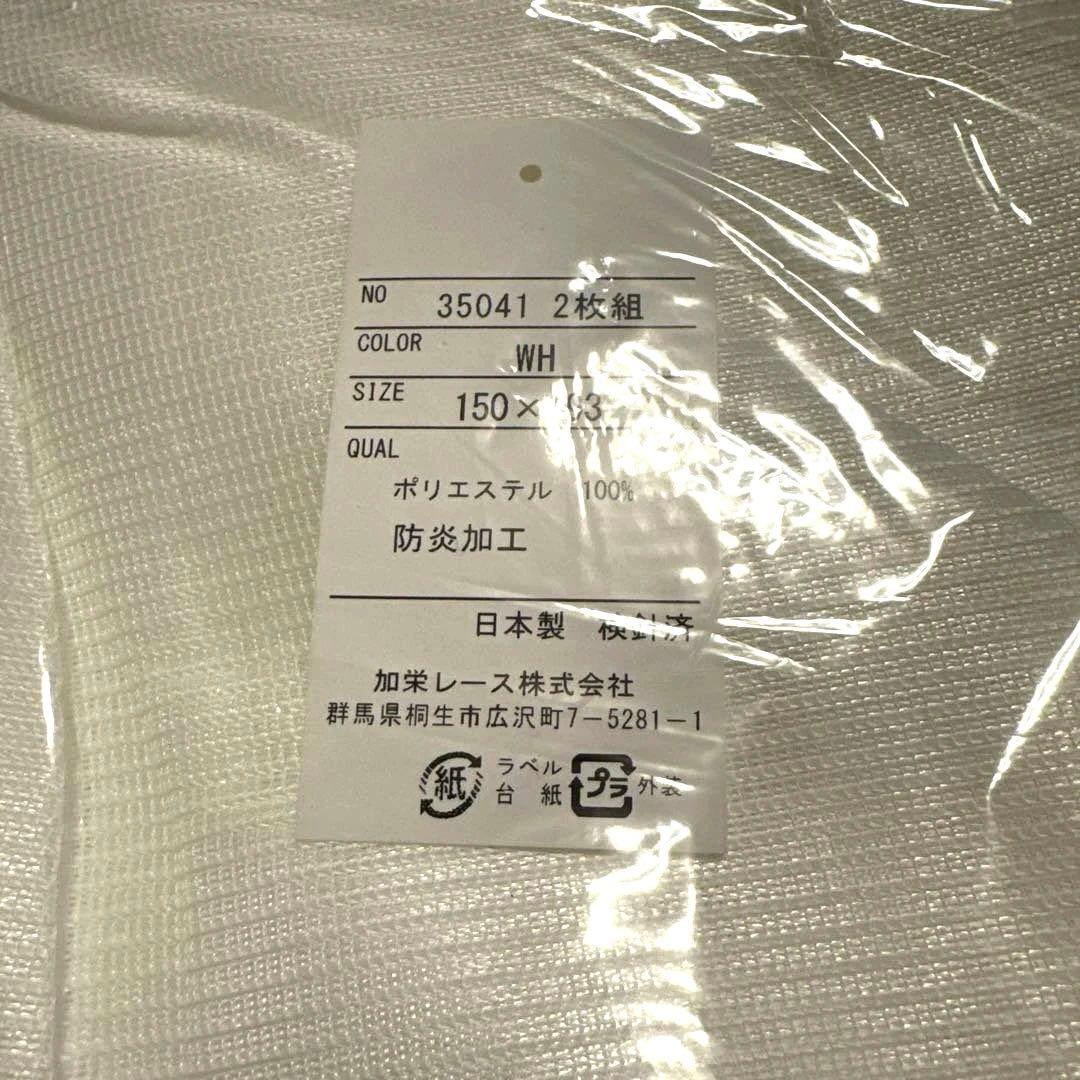 NO 35041 2枚組
COLOR WH
SIZE 150×
QUAL
ポリエステル 100%
防炎加工
日本製 検針済
加栄レース株式会社
群馬県桐生市広沢町7-5281-1
紙 ラベル プラ 外装
台紙